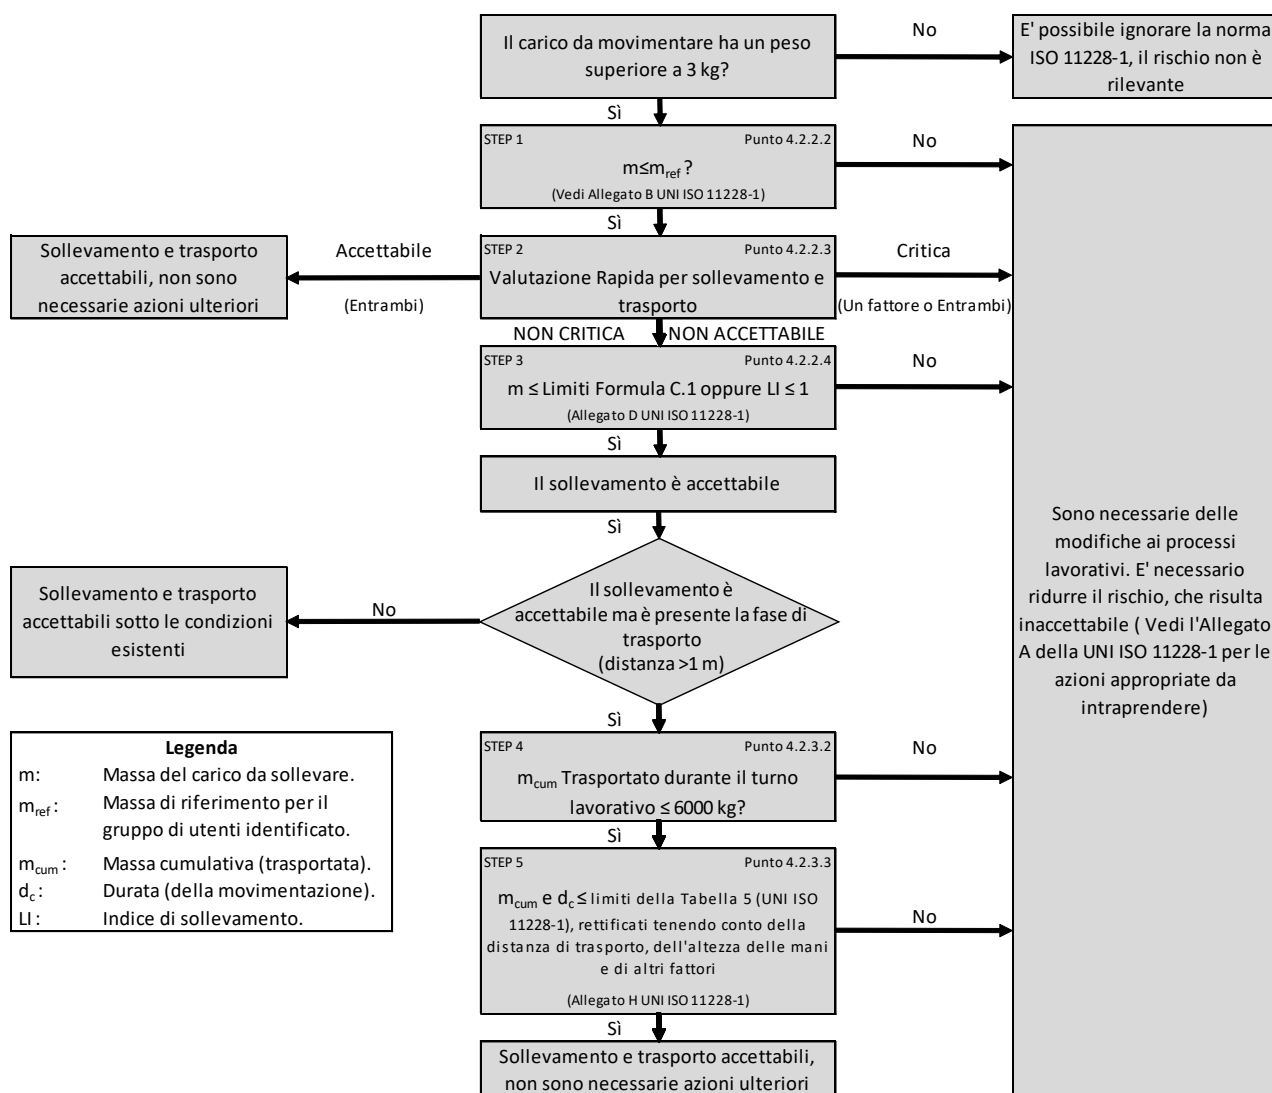 Il carico da movimentare ha un peso
superiore a 3 kg?
No
E' possibile ignorare la norma
ISO 11228-1, il rischio non è
rilevante
Sì
STEP 1 Punto 4.2.2.2
m≤mref ?
(Vedi Allegato B UNI ISO 11228-1)
No
Sì
STEP 2 Punto 4.2.2.3
Valutazione Rapida per sollevamento e
trasporto
Accettabile
(Entrambi)
Sollevamento e trasporto
accettabili, non sono
necessarie azioni ulteriori
Critica
(Un fattore o Entrambi)
NON CRITICA NON ACCETTABILE
STEP 3 Punto 4.2.2.4
m ≤ Limiti Formula C.1 oppure LI ≤ 1
(Allegato D UNI ISO 11228-1)
No
Sì
Il sollevamento è accettabile
Sì
Il sollevamento è
accettabile ma è presente la fase di
trasporto
(distanza >1 m)
No
Sollevamento e trasporto
accettabili sotto le condizioni
esistenti
Sono necessarie delle
modifiche ai processi
lavorativi. E' necessario
ridurre il rischio, che risulta
inaccettabile ( Vedi l'Allegato
A della UNI ISO 11228-1 per le
azioni appropriate da
intraprendere)
Sì
STEP 4 Punto 4.2.3.2
mcum Trasportato durante il turno
lavorativo ≤ 6000 kg?
No
Sì
STEP 5 Punto 4.2.3.3
mcum e dc ≤ limiti della Tabella 5 (UNI ISO
11228-1), rettificati tenendo conto della
distanza di trasporto, dell'altezza delle mani
e di altri fattori
(Allegato H UNI ISO 11228-1)
No
Sì
Sollevamento e trasporto accettabili,
non sono necessarie azioni ulteriori
Legenda
m: Massa del carico da sollevare.
mref : Massa di riferimento per il
gruppo di utenti identificato.
mcum : Massa cumulativa (trasportata).
dc : Durata (della movimentazione).
LI : Indice di sollevamento.